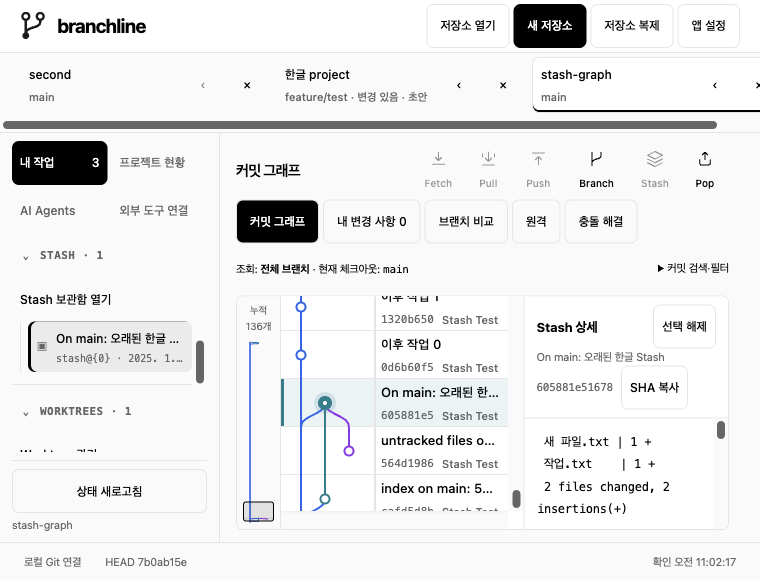 branchline
저장소 열기
새 저장소
저장소 복제
앱 설정
second
main
한글 project
feature/test · 변경 있음 · 초안
stash-graph
main
내 작업 3
프로젝트 현황
AI Agents
외부 도구 연결
STASH · 1
Stash 보관함 열기
On main: 오래된 한글 ...
stash@{0} · 2025. 1....
WORKTREES · 1
상태 새로고침
stash-graph
커밋 그래프
Fetch
Pull
Push
Branch
Stash
Pop
커밋 그래프
내 변경 사항 0
브랜치 비교
원격
충돌 해결
조회: 전체 브랜치 · 현재 체크아웃: main
▶ 커밋 검색·필터
누적
136개
이후 작업 1
1320b650 Stash Test
이후 작업 0
0d6b60f5 Stash Test
On main: 오래된 한...
605881e5 Stash Test
untracked files o...
564d1986 Stash Test
index on main: 5...
cafd5d8b Stash Test
Stash 상세
선택 해제
On main: 오래된 한글 Stash
605881e51678
SHA 복사
새 파일.txt | 1 +
작업.txt | 1 +
2 files changed, 2
insertions(+)
로컬 Git 연결
HEAD 7b0ab15e
확인 오전 11:02:17